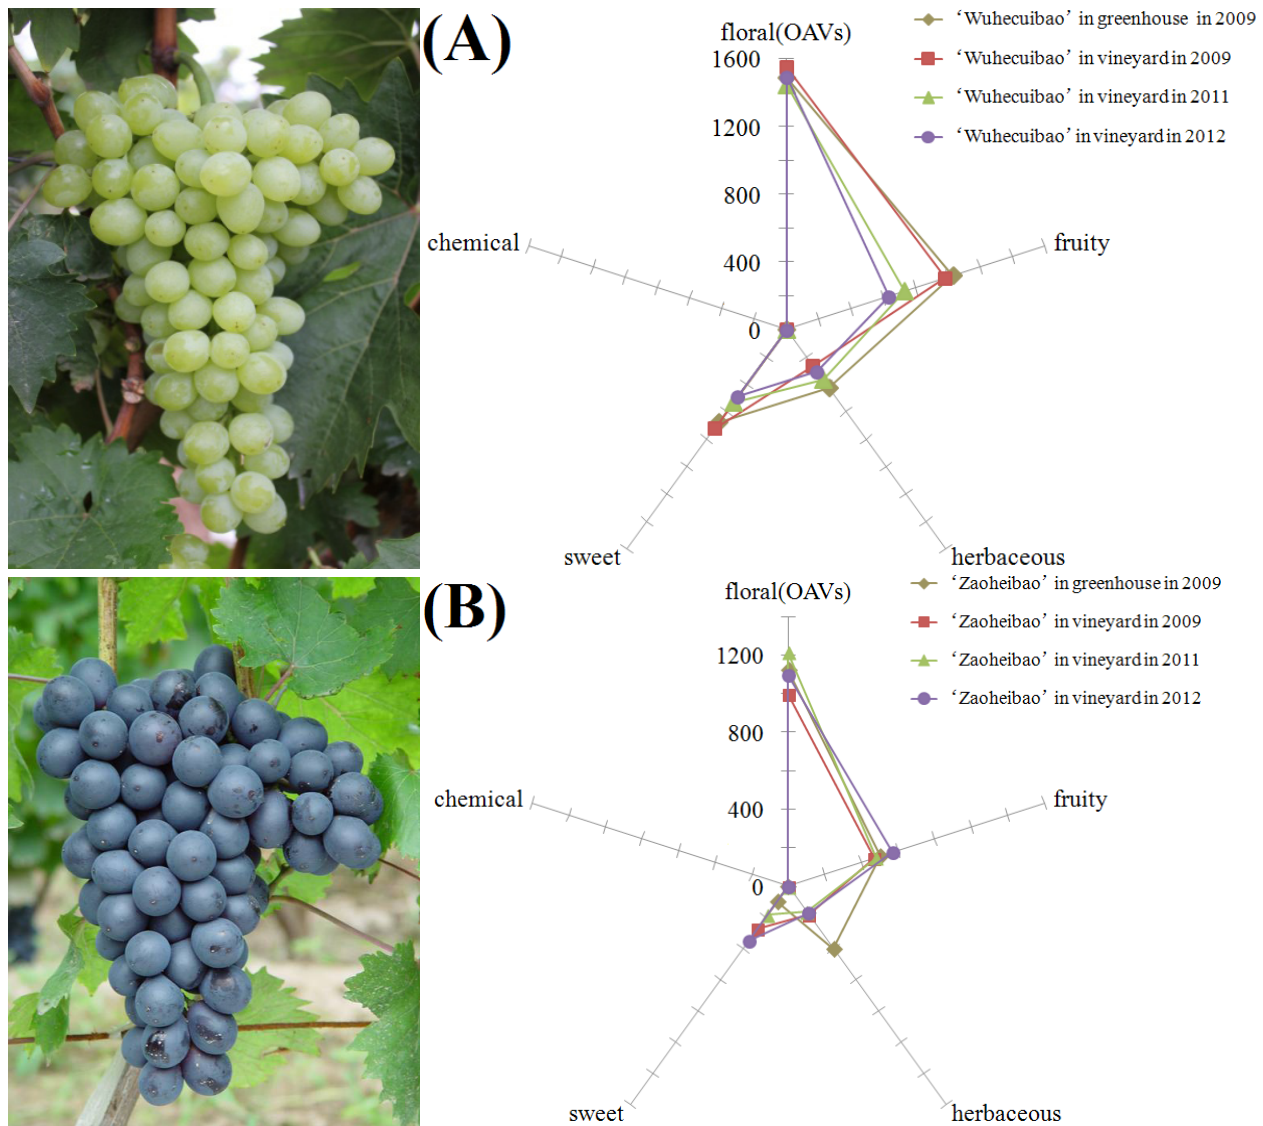 (A)
floral(OAVs)
1600
1200
800
400
0
chemical
fruity
sweet
herbaceous
‘Wuhecuibao’ in greenhouse in 2009
‘Wuhecuibao’ in vineyard in 2009
‘Wuhecuibao’ in vineyard in 2011
‘Wuhecuibao’ in vineyard in 2012
(B)
floral(OAVs)
1200
800
400
0
chemical
fruity
sweet
herbaceous
‘Zaoheibao’ in greenhouse in 2009
‘Zaoheibao’ in vineyard in 2009
‘Zaoheibao’ in vineyard in 2011
‘Zaoheibao’ in vineyard in 2012